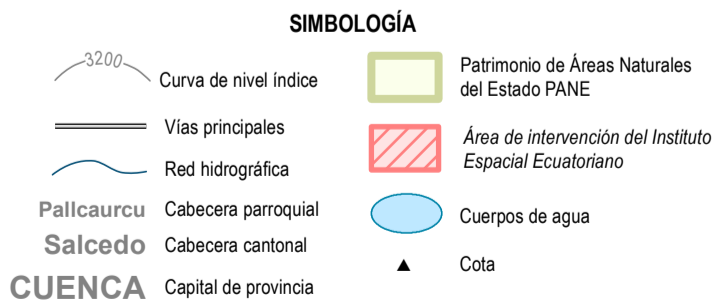 SIMBOLOGÍA
3200
Curva de nivel índice
Vías principales
Red hidrográfica
Pallcaurcu Cabecera parroquial
Salcedo Cabecera cantonal
CUENCA Capital de provincia
Patrimonio de Áreas Naturales
del Estado PANE
Área de intervención del Instituto
Espacial Ecuatoriano
Cuerpos de agua
Cota